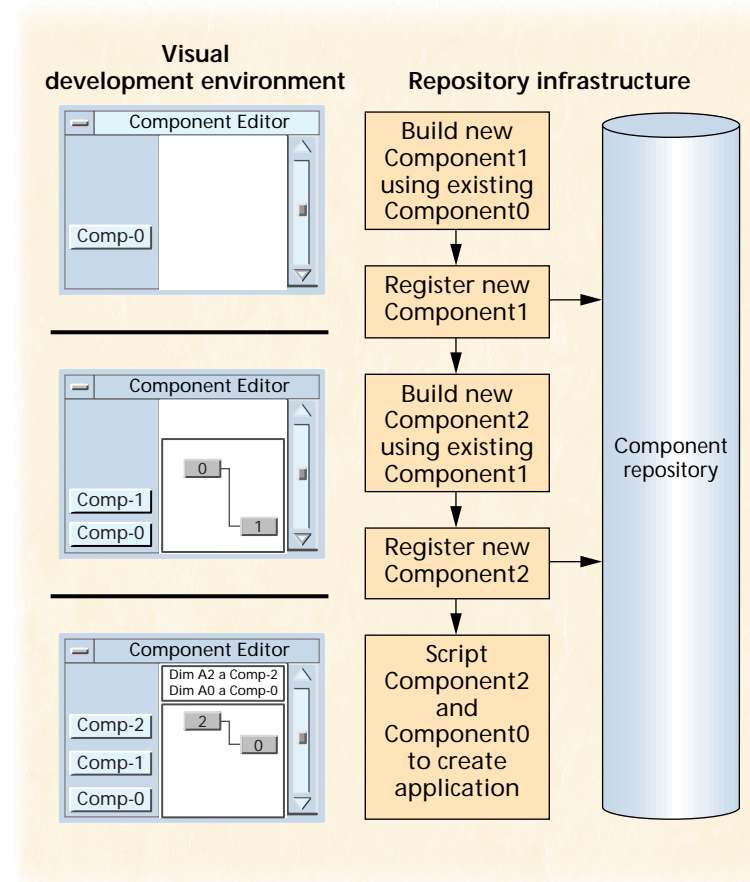 Visual
development environment
Repository infrastructure
Component Editor
Comp-0
Build new
Component1
using existing
Component0
Register new
Component1
Component Editor
0
1
Comp-1
Comp-0
Build new
Component2
using existing
Component1
Register new
Component2
Component
repository
Component Editor
Dim A2 a Comp-2
Dim A0 a Comp-0
2
0
Comp-2
Comp-1
Comp-0
Script
Component2
and
Component0
to create
application